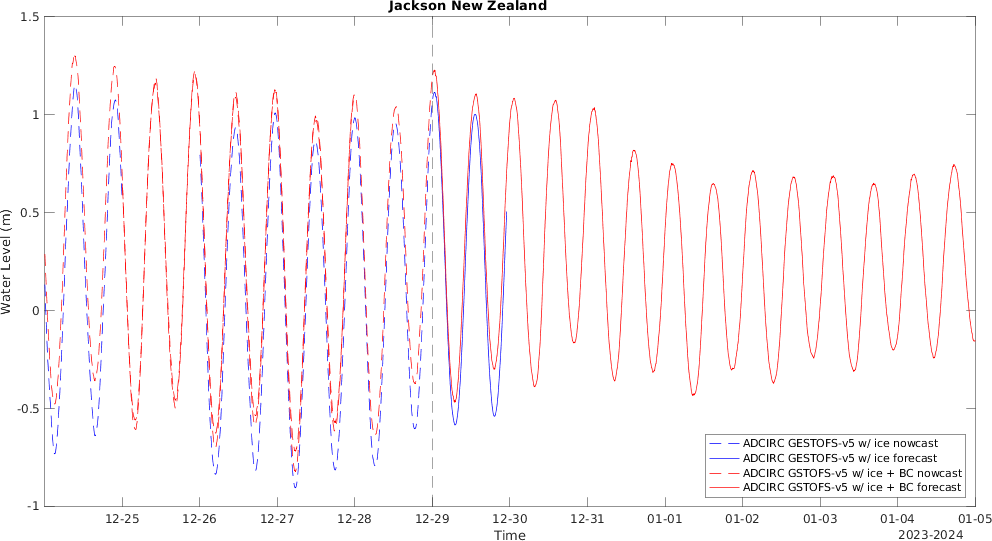 Jackson New Zealand
1.5
1
0.5
0
-0.5
-1
Water Level (m)
12-25 12-26 12-27 12-28 12-29 12-30 12-31 01-01 01-02 01-03 01-04 01-05
Time
2023-2024
ADCIRC GESTOFS-v5 w/ ice nowcast
ADCIRC GESTOFS-v5 w/ ice forecast
ADCIRC GSTOFS-v5 w/ ice + BC nowcast
ADCIRC GSTOFS-v5 w/ ice + BC forecast